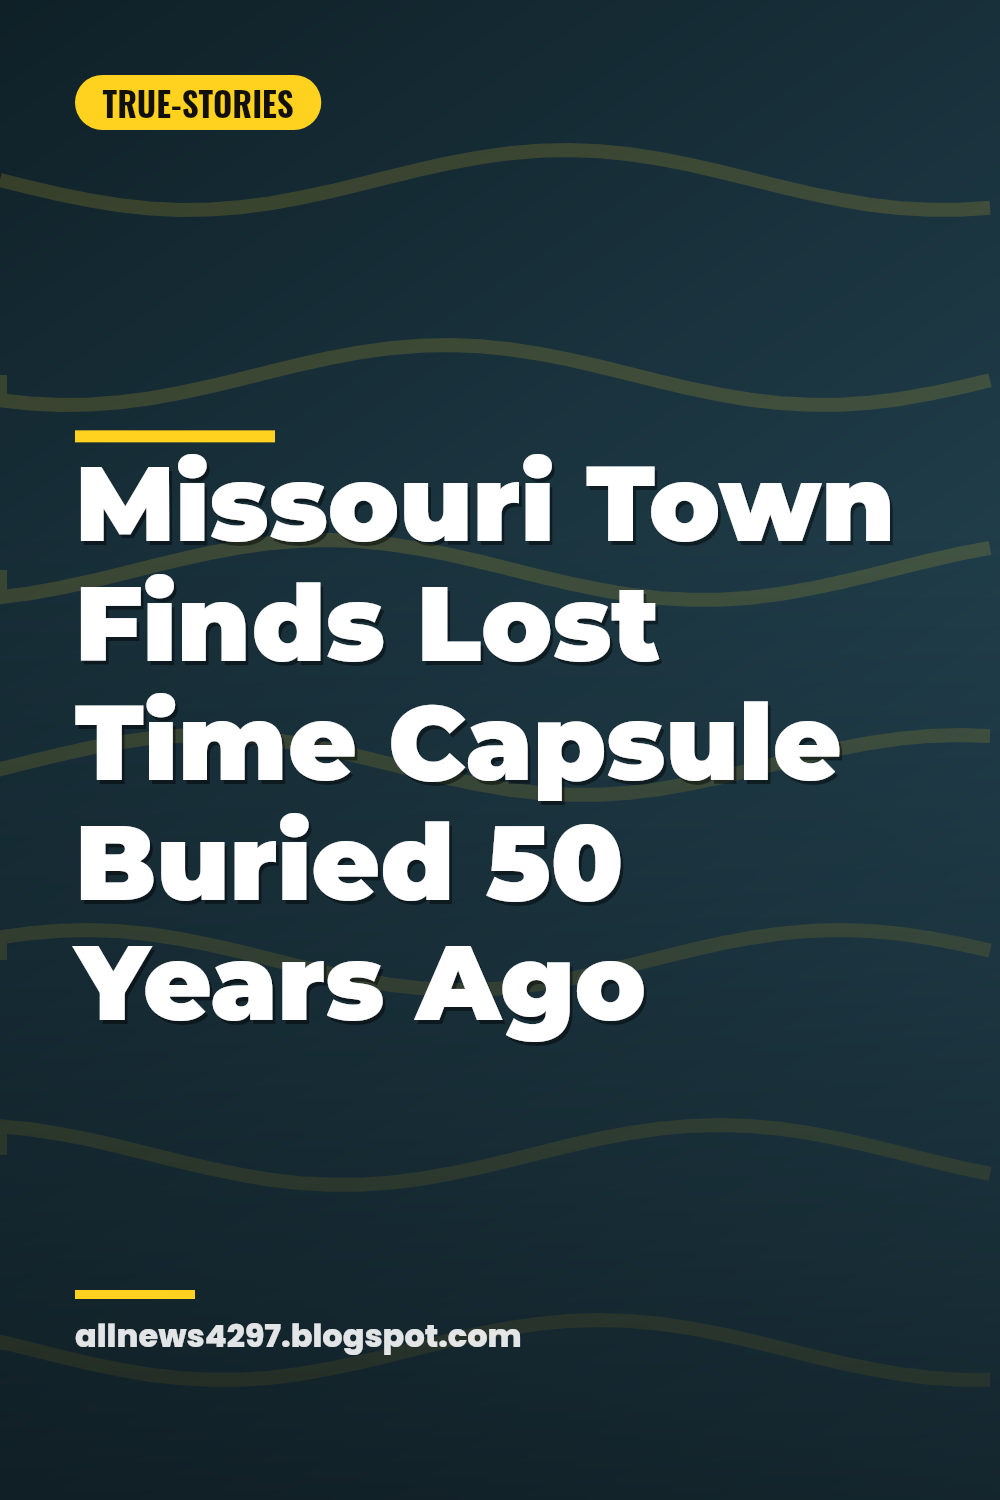 TRUE-STORIES
Missouri Town
Finds Lost
Time Capsule
Buried 50
Years Ago
allnews4297.blogspot.com